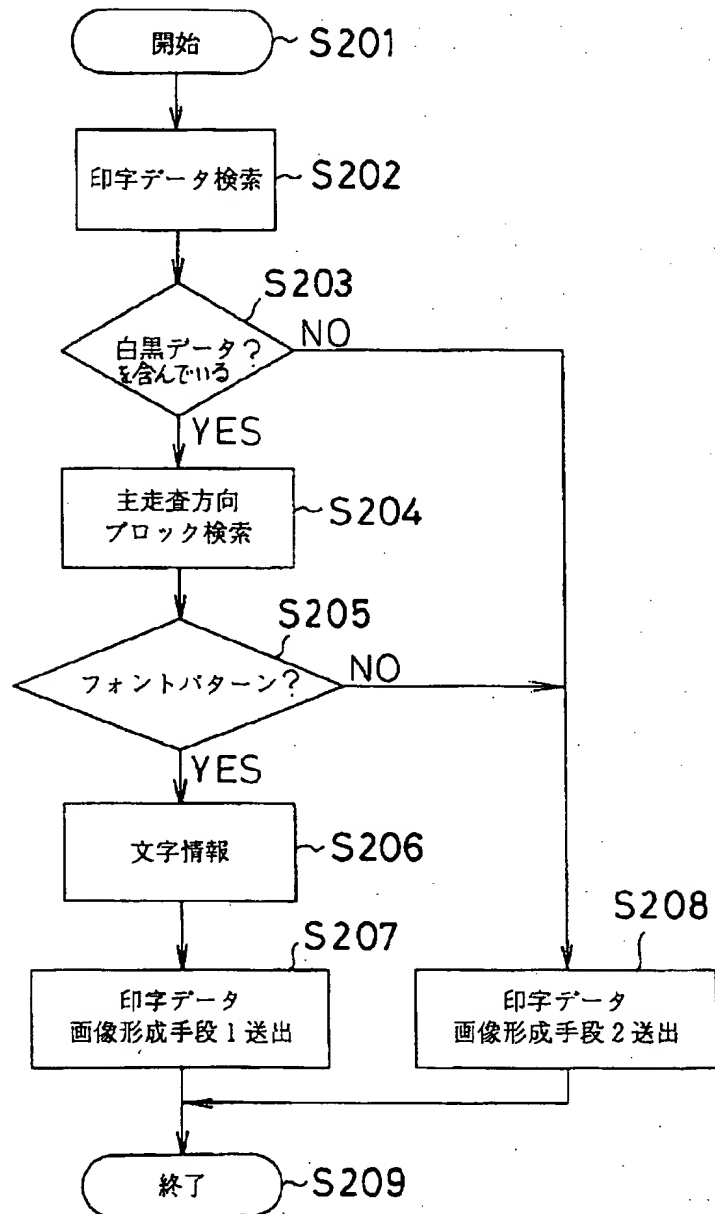 開始
S201
印字データ検索
S202
S203
白黒データ?
を含んでいる
NO
YES
主走査方向
ブロック検索
S204
S205
フォントパターン?
NO
YES
文字情報
S206
S207
印字データ
画像形成手段1送出
S208
印字データ
画像形成手段2送出
終了
S209